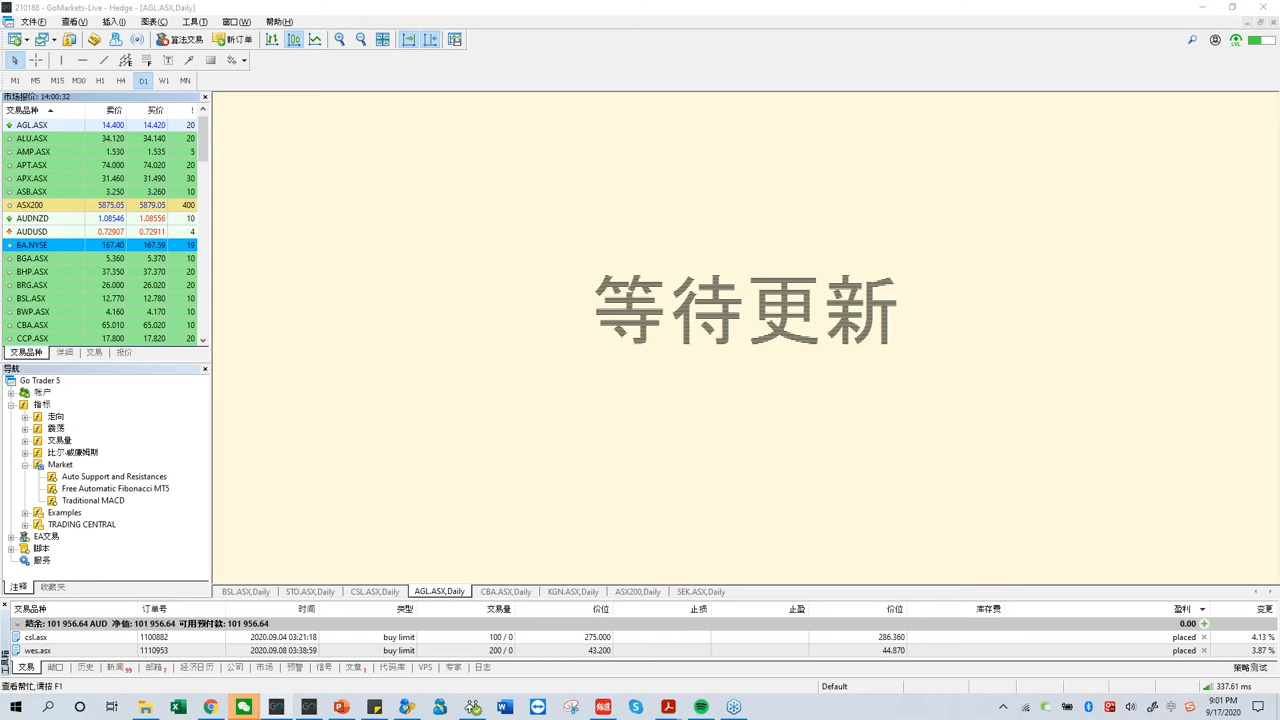 210188 - GoMarkets-Live - Hedge - [AGL.ASX,Daily]
文件(F) 查看(V) 插入(I) 图表(C) 工具(T) 窗口(W) 帮助(H)
算法交易 新订单
M1 M5 M15 M30 H1 H4 D1 W1 MN
市场报价: 14:00:32
交易品种 卖价 买价 !
AGL.ASX 14.400 14.420 20
ALU.ASX 34.120 34.140 20
AMP.ASX 1.530 1.535 5
APT.ASX 74.000 74.020 20
APX.ASX 31.460 31.490 30
ASB.ASX 3.250 3.260 10
ASX200 5875.05 5879.05 400
AUDNZD 1.08546 1.08556 10
AUDUSD 0.72907 0.72911 4
BA.NYSE 167.40 167.59 19
BGA.ASX 5.360 5.370 10
BHP.ASX 37.350 37.370 20
BRG.ASX 26.000 26.020 20
BSL.ASX 12.770 12.780 10
BWP.ASX 4.160 4.170 10
CBA.ASX 65.010 65.020 10
CCP.ASX 17.800 17.820 20
交易品种 详细 交易 报价
等待更新
导航
Go Trader 5
帐户
指标
走向
震荡
交易量
比尔·威廉姆斯
Market
Auto Support and Resistances
Free Automatic Fibonacci MT5
Traditional MACD
Examples
TRADING CENTRAL
EA交易
脚本
服务
注释 收藏夹
BSL.ASX,Daily STO.ASX,Daily CSL.ASX,Daily AGL.ASX,Daily CBA.ASX,Daily KGN.ASX,Daily ASX200,Daily SEK.ASX,Daily
交易品种 订单号 时间 类型 交易量 价位 止损 止盈 价位 库存费 盈利 变更
结余: 101 956.64 AUD 净值: 101 956.64 可用预付款: 101 956.64 0.00
csl.asx 1100882 2020.09.04 03:21:18 buy limit 100 / 0 275.000 286.360 placed 4.13 %
wes.asx 1110953 2020.09.08 03:38:59 buy limit 200 / 0 43.200 44.870 placed 3.87 %
交易 敞口 历史 新闻99 邮箱7 经济日历 公司 市场 预警 信号 文章1 代码库 VPS 专家 日志 策略测试
查看帮忙,请按 F1 Default 337.61 ms
9:01 PM
9/17/2020